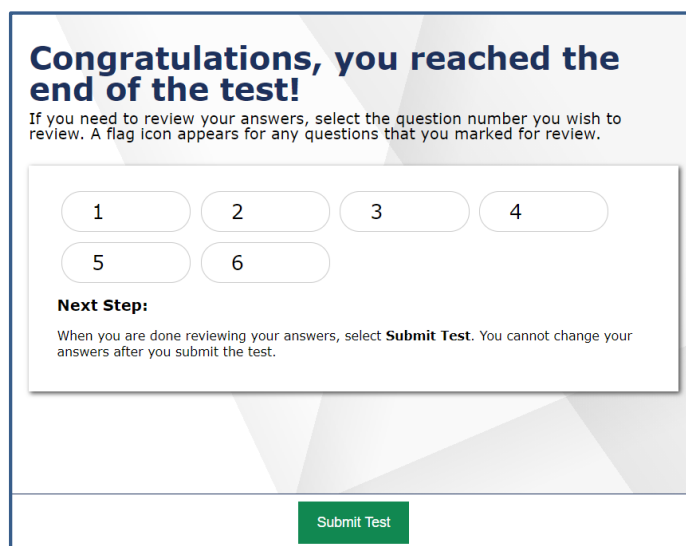 Congratulations, you reached the
end of the test!
If you need to review your answers, select the question number you wish to
review. A flag icon appears for any questions that you marked for review.
1 2 3 4
5 6
Next Step:
When you are done reviewing your answers, select Submit Test. You cannot change your
answers after you submit the test.
Submit Test